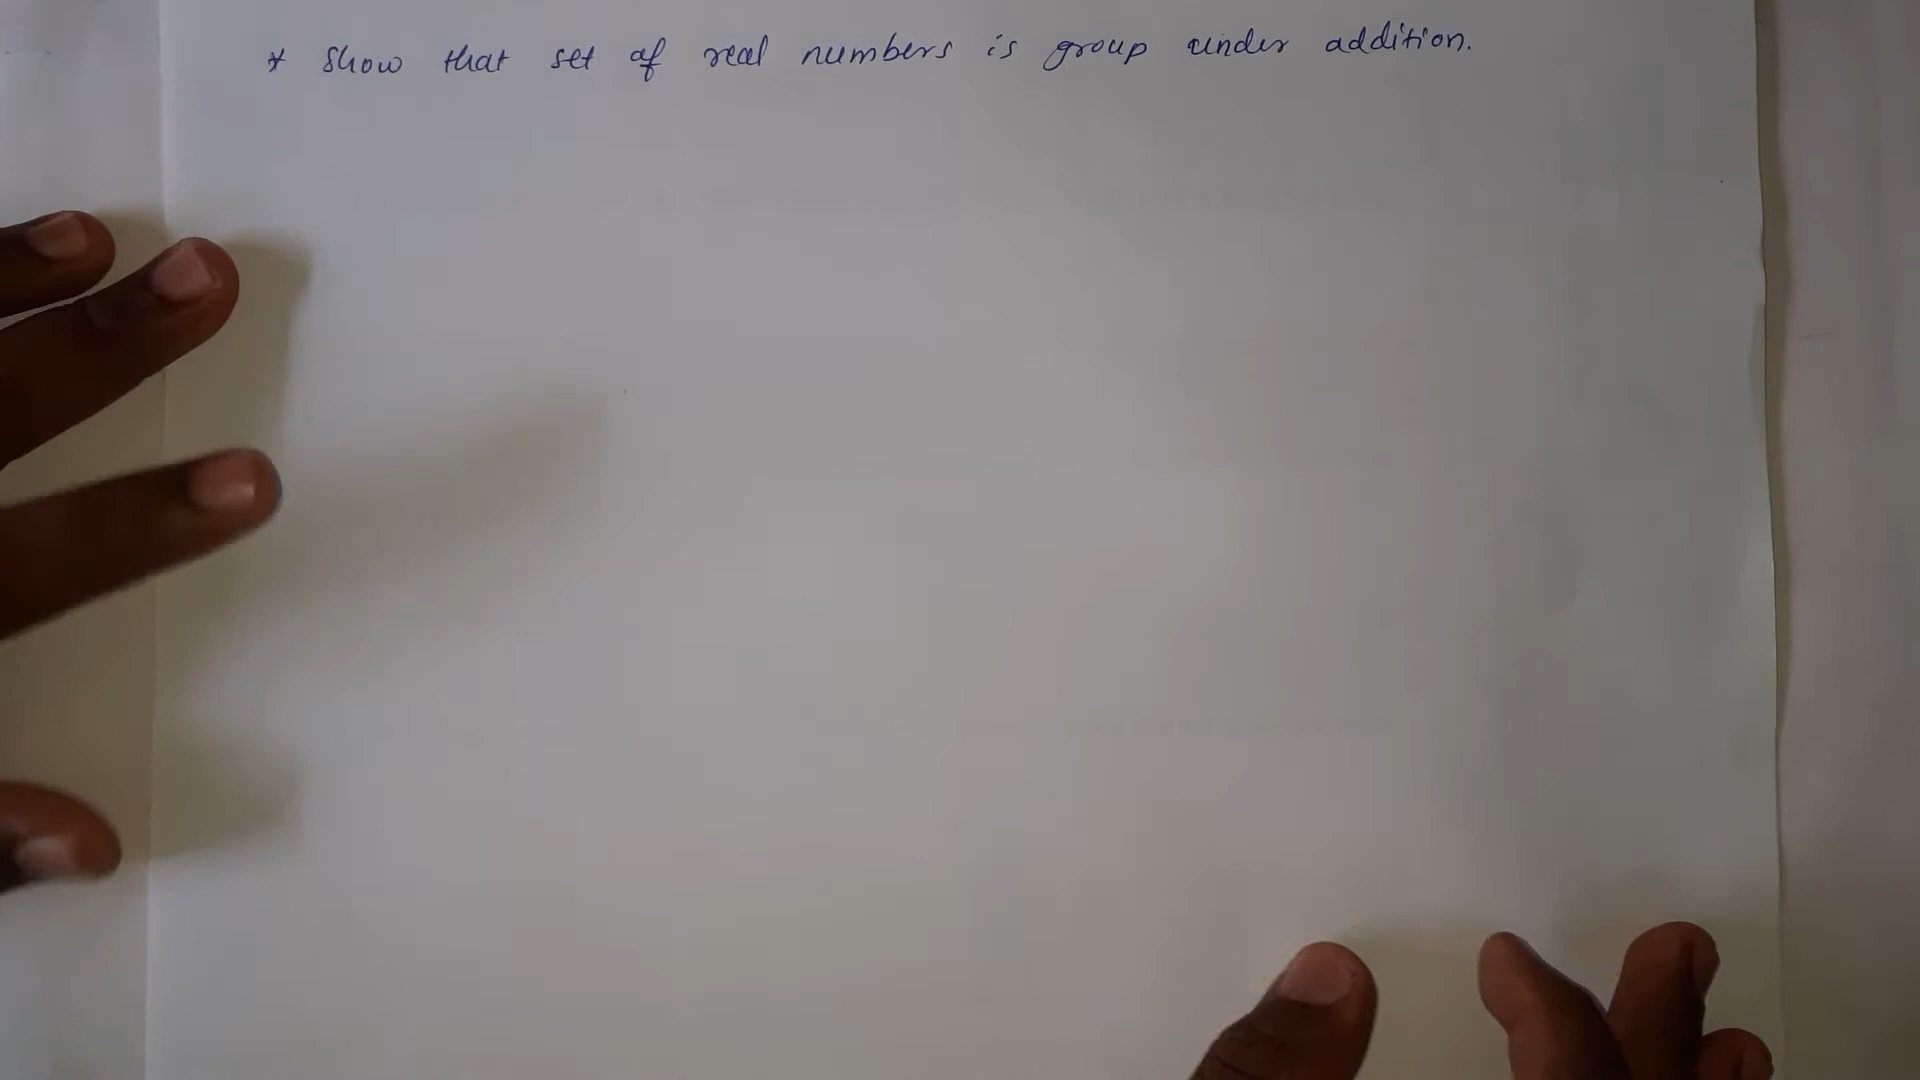 * Show that set of real numbers is group under addition.